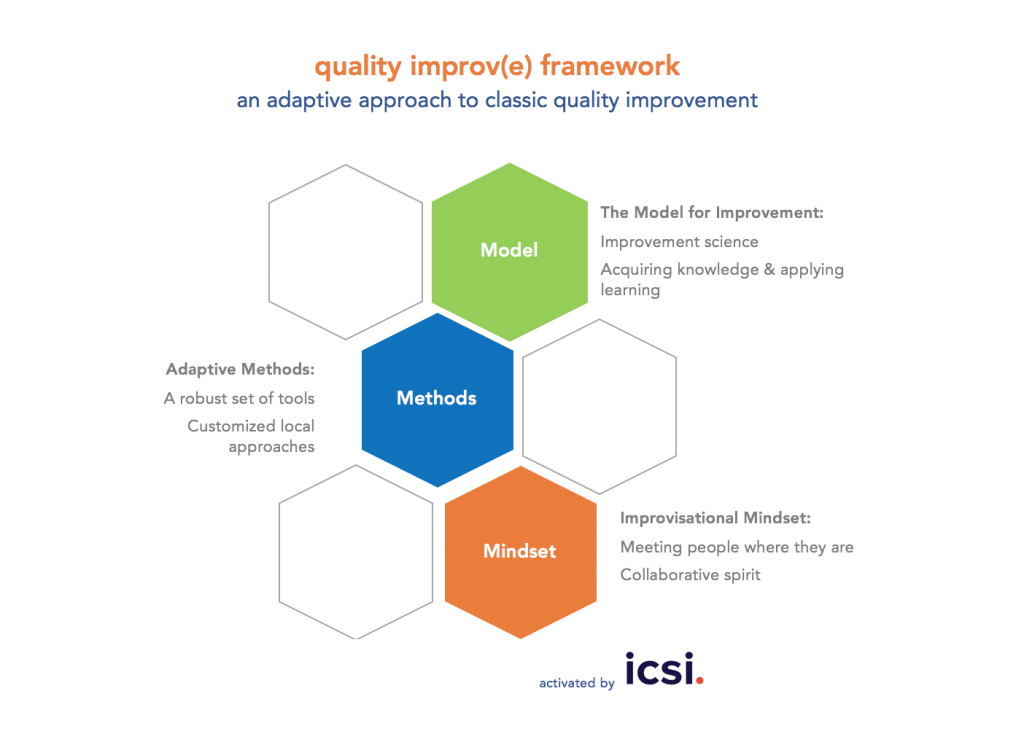 quality improv(e) framework
an adaptive approach to classic quality improvement
Model
The Model for Improvement:
Improvement science
Acquiring knowledge & applying
learning
Adaptive Methods:
A robust set of tools
Customized local
approaches
Methods
Mindset
Improvisational Mindset:
Meeting people where they are
Collaborative spirit
activated by icsi.